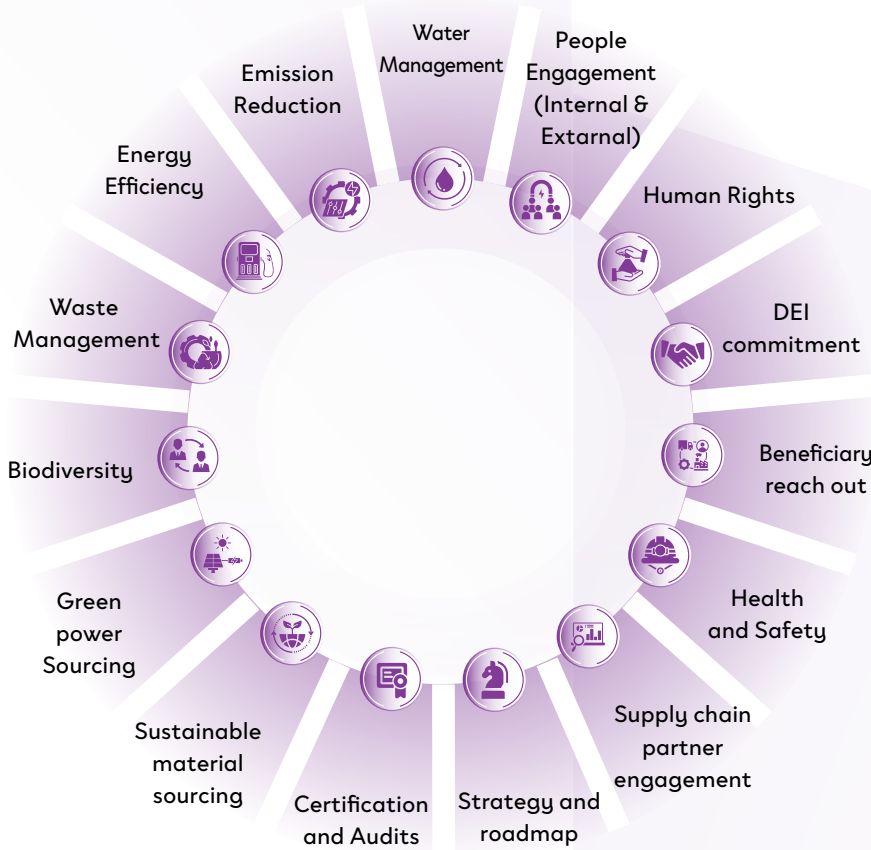 Water
Management
People
Engagement
(Internal &
Extarnal)
Human Rights
DEI
commitment
Beneficiary
reach out
Health
and Safety
Supply chain
partner
engagement
Strategy and
roadmap
Certification
and Audits
Sustainable
material
sourcing
Green
power
Sourcing
Biodiversity
Waste
Management
Energy
Efficiency
Emission
Reduction